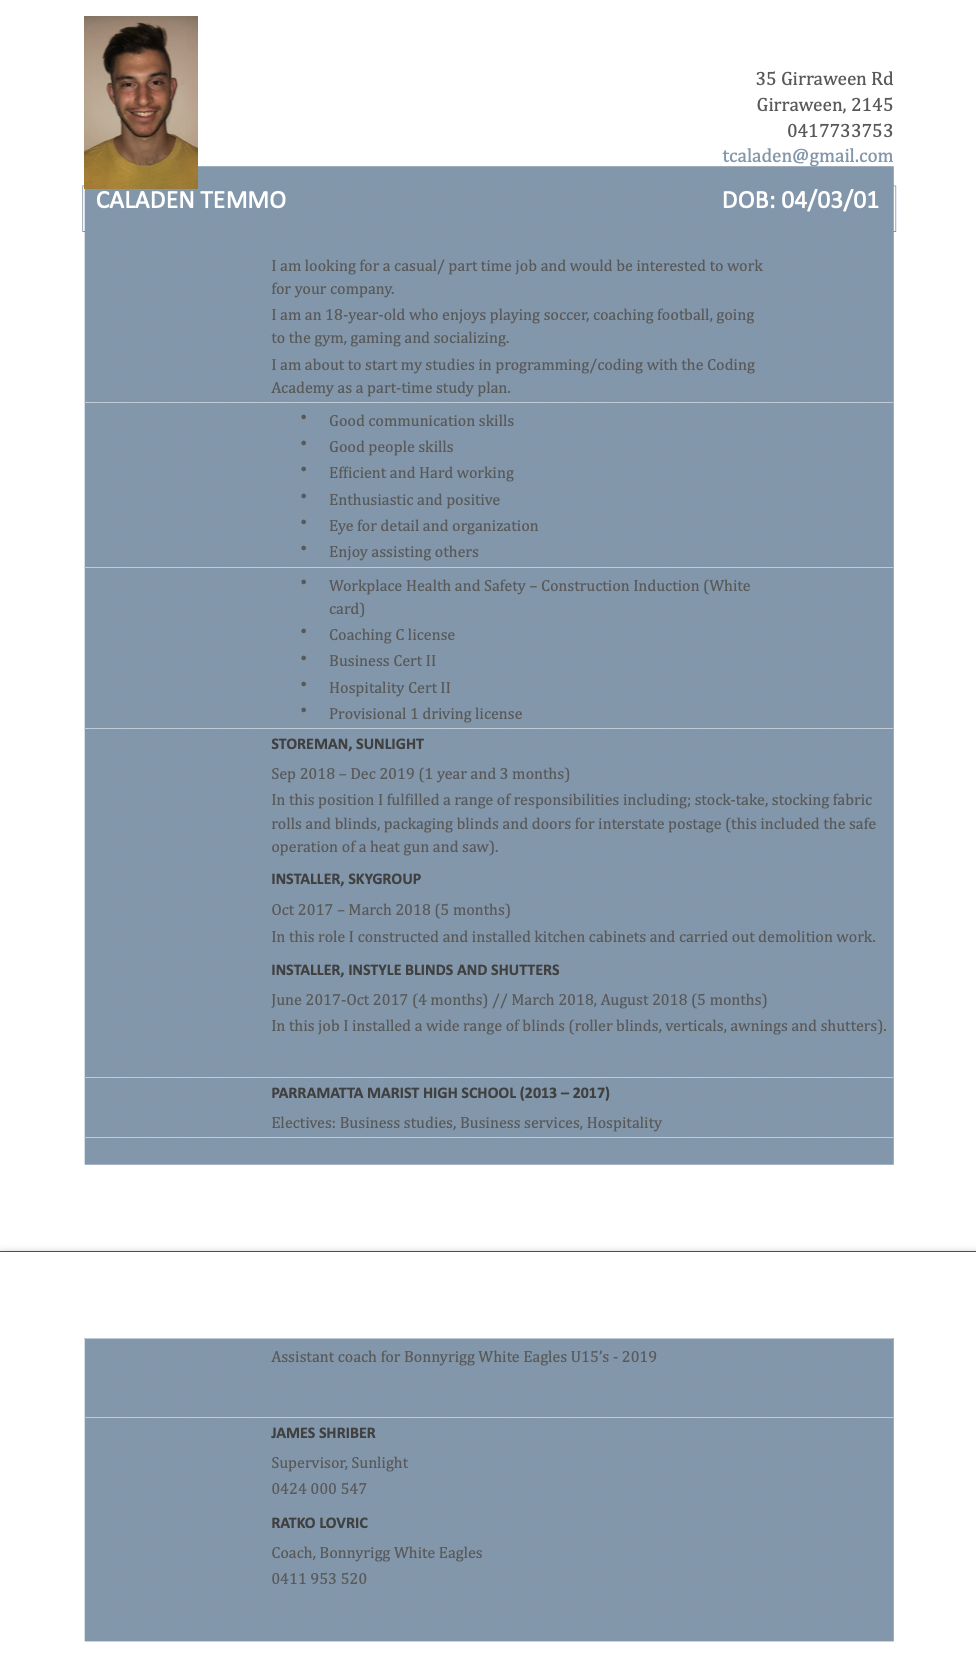 35 Girraween Rd
Girraween, 2145
0417733753
tcaladen@gmail.com
CALADEN TEMMO DOB: 04/03/01
I am looking for a casual/ part time job and would be interested to work
for your company.
I am an 18-year-old who enjoys playing soccer, coaching football, going
to the gym, gaming and socializing.
I am about to start my studies in programming/coding with the Coding
Academy as a part-time study plan.
• Good communication skills
• Good people skills
• Efficient and Hard working
• Enthusiastic and positive
• Eye for detail and organization
• Enjoy assisting others
• Workplace Health and Safety – Construction Induction (White
card)
• Coaching C license
• Business Cert II
• Hospitality Cert II
• Provisional 1 driving license
STOREMAN, SUNLIGHT
Sep 2018 – Dec 2019 (1 year and 3 months)
In this position I fulfilled a range of responsibilities including; stock-take, stocking fabric
rolls and blinds, packaging blinds and doors for interstate postage (this included the safe
operation of a heat gun and saw).
INSTALLER, SKYGROUP
Oct 2017 – March 2018 (5 months)
In this role I constructed and installed kitchen cabinets and carried out demolition work.
INSTALLER, INSTYLE BLINDS AND SHUTTERS
June 2017-Oct 2017 (4 months) // March 2018, August 2018 (5 months)
In this job I installed a wide range of blinds (roller blinds, verticals, awnings and shutters).
PARRAMATTA MARIST HIGH SCHOOL (2013 – 2017)
Electives: Business studies, Business services, Hospitality
Assistant coach for Bonnyrigg White Eagles U15’s - 2019
JAMES SHRIBER
Supervisor, Sunlight
0424 000 547
RATKO LOVRIC
Coach, Bonnyrigg White Eagles
0411 953 520